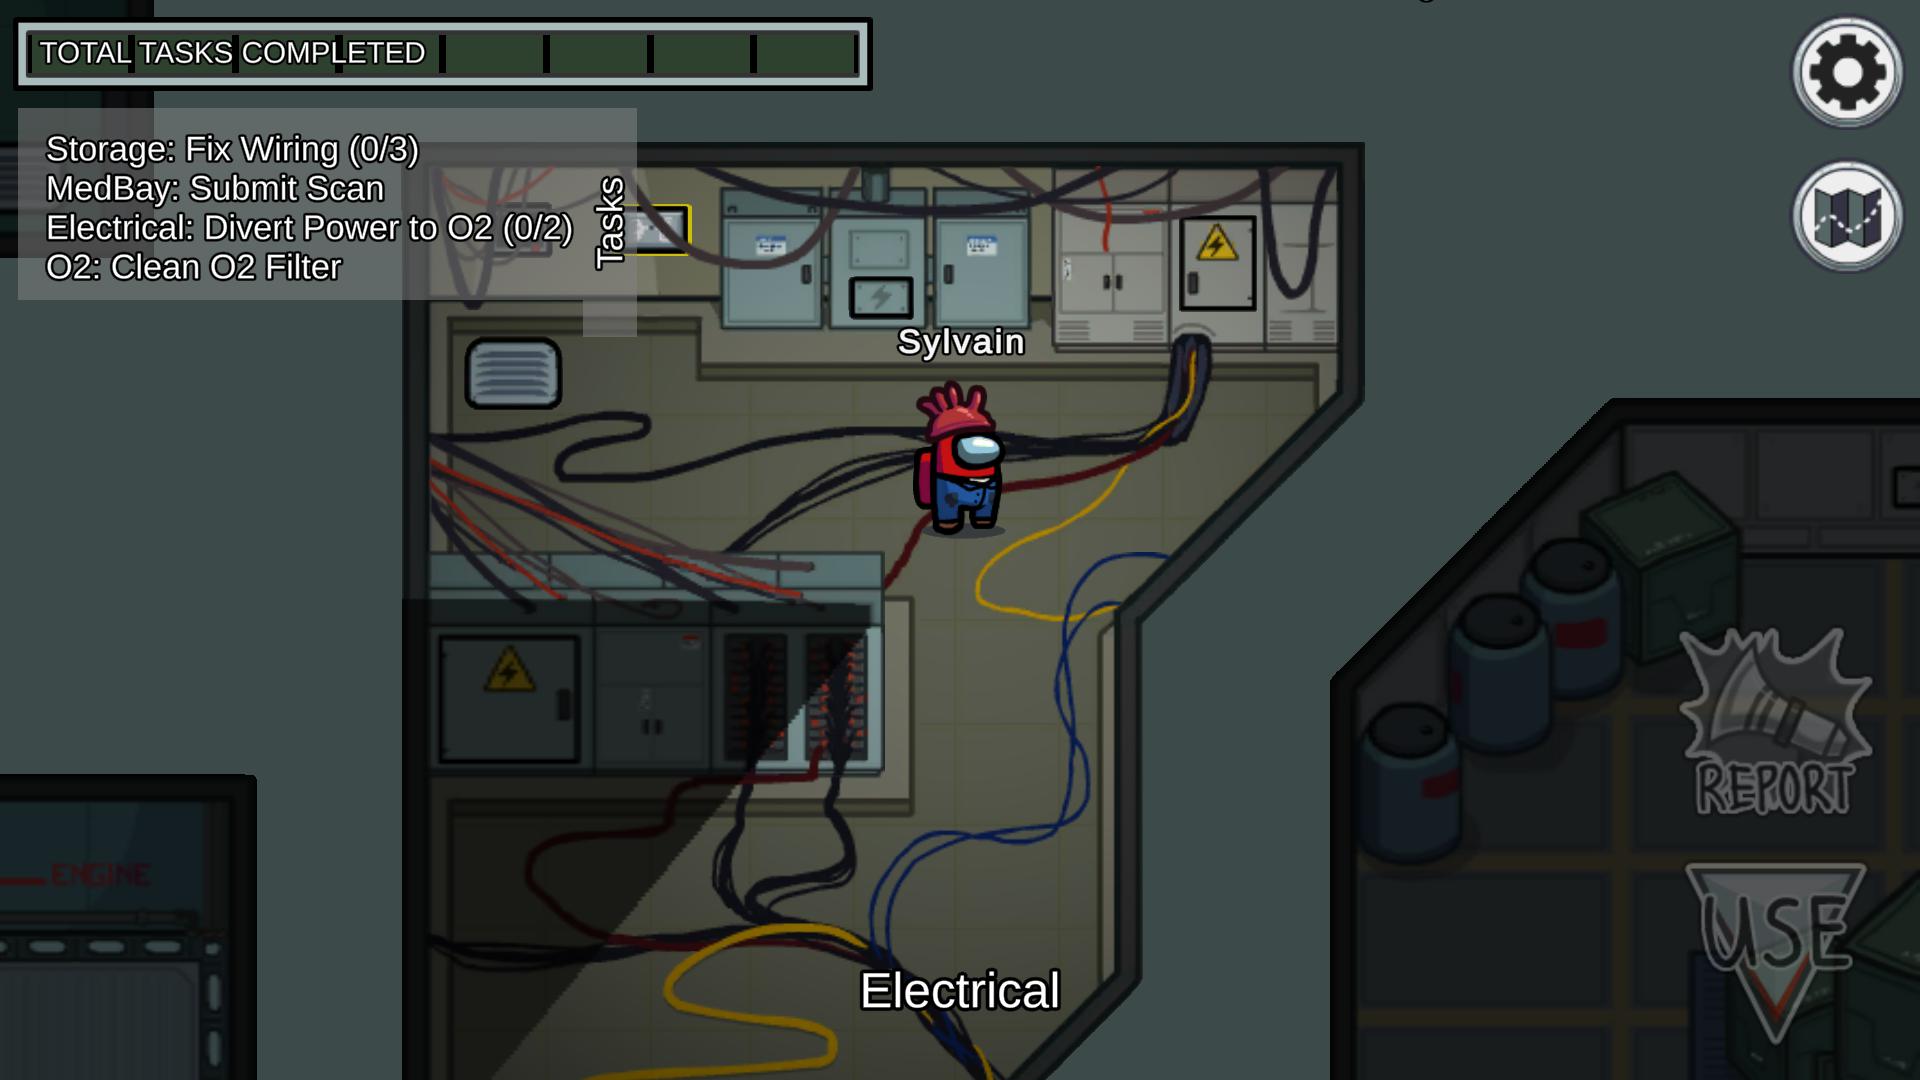 TOTAL TASKS COMPLETED
Storage: Fix Wiring (0/3)
MedBay: Submit Scan
Electrical: Divert Power to O2 (0/2)
O2: Clean O2 Filter
Tasks
Sylvain
ENGINE
REPORT
USE
Electrical